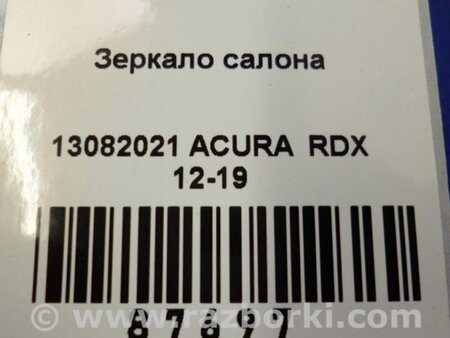 Зеркало салона
13082021 ACURA RDX
12-19
www.razborki.com